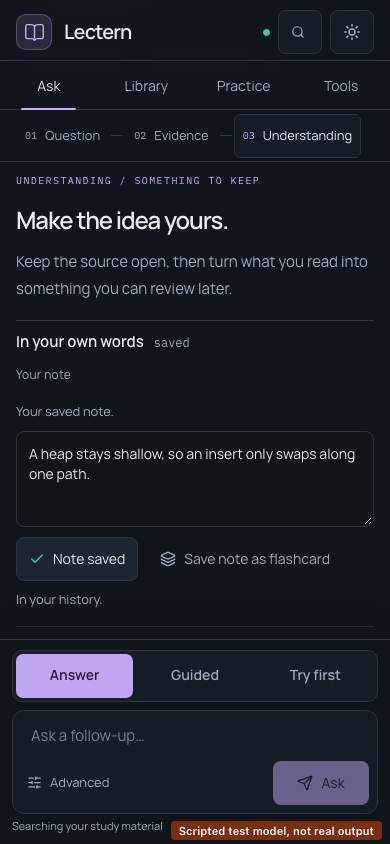 Lectern
Ask
Library
Practice
Tools
01 Question
02 Evidence
03 Understanding
UNDERSTANDING / SOMETHING TO KEEP
Make the idea yours.
Keep the source open, then turn what you read into
something you can review later.
In your own words saved
Your note
Your saved note.
A heap stays shallow, so an insert only swaps along
one path.
Note saved
Save note as flashcard
In your history.
Answer
Guided
Try first
Ask a follow-up…
Advanced
Ask
Searching your study material
Scripted test model, not real output